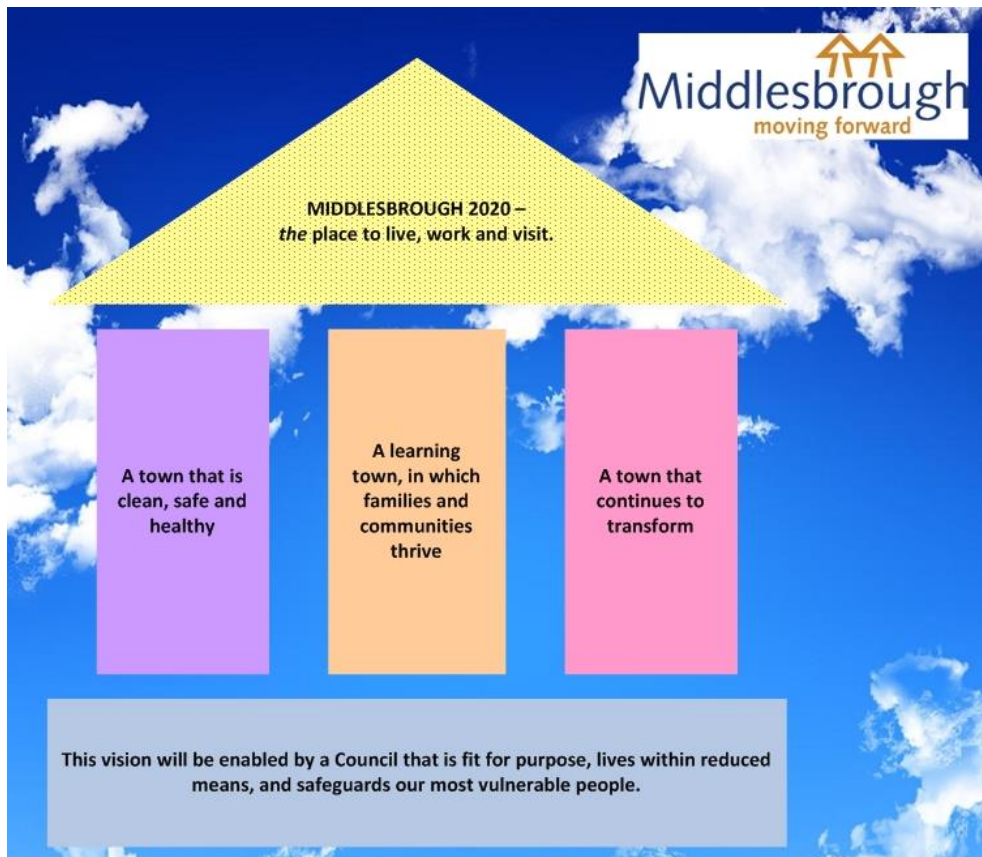 Middlesbrough
moving forward
MIDDLESBROUGH 2020 –
the place to live, work and visit.
A town that is
clean, safe and
healthy
A learning
town, in which
families and
communities
thrive
A town that
continues to
transform
This vision will be enabled by a Council that is fit for purpose, lives within reduced
means, and safeguards our most vulnerable people.